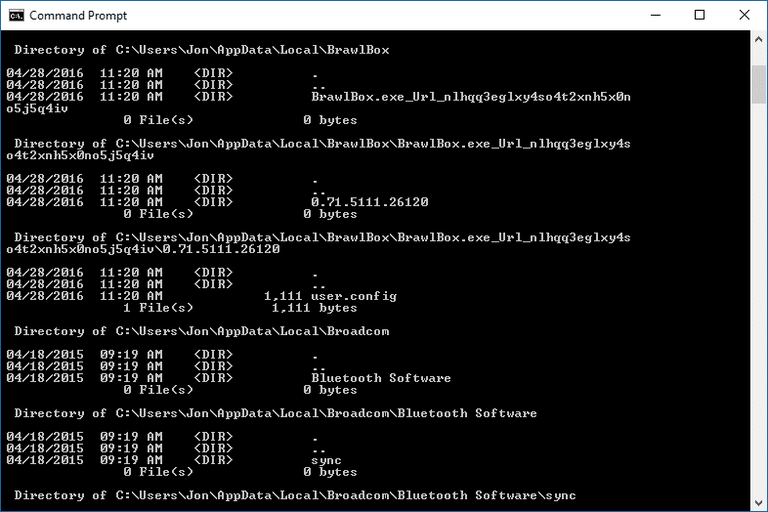 Command Prompt
Directory of C:\Users\Jon\AppData\Local\BrawlBox
04/28/2016  11:20 AM    <DIR>          .
04/28/2016  11:20 AM    <DIR>          ..
04/28/2016  11:20 AM    <DIR>          BrawlBox.exe_Url_nlhqq3eglxy4so4t2xnh5x0n
o5j5q4iv
               0 File(s)              0 bytes
Directory of C:\Users\Jon\AppData\Local\BrawlBox\BrawlBox.exe_Url_nlhqq3eglxy4s
o4t2xnh5x0no5j5q4iv
04/28/2016  11:20 AM    <DIR>          .
04/28/2016  11:20 AM    <DIR>          ..
04/28/2016  11:20 AM    <DIR>          0.71.5111.26120
               0 File(s)              0 bytes
Directory of C:\Users\Jon\AppData\Local\BrawlBox\BrawlBox.exe_Url_nlhqq3eglxy4s
o4t2xnh5x0no5j5q4iv\0.71.5111.26120
04/28/2016  11:20 AM    <DIR>          .
04/28/2016  11:20 AM    <DIR>          ..
04/28/2016  11:20 AM             1,111 user.config
               1 File(s)          1,111 bytes
Directory of C:\Users\Jon\AppData\Local\Broadcom
04/18/2015  09:19 AM    <DIR>          .
04/18/2015  09:19 AM    <DIR>          ..
04/18/2015  09:19 AM    <DIR>          Bluetooth Software
               0 File(s)              0 bytes
Directory of C:\Users\Jon\AppData\Local\Broadcom\Bluetooth Software
04/18/2015  09:19 AM    <DIR>          .
04/18/2015  09:19 AM    <DIR>          ..
04/18/2015  09:19 AM    <DIR>          sync
               0 File(s)              0 bytes
Directory of C:\Users\Jon\AppData\Local\Broadcom\Bluetooth Software\sync